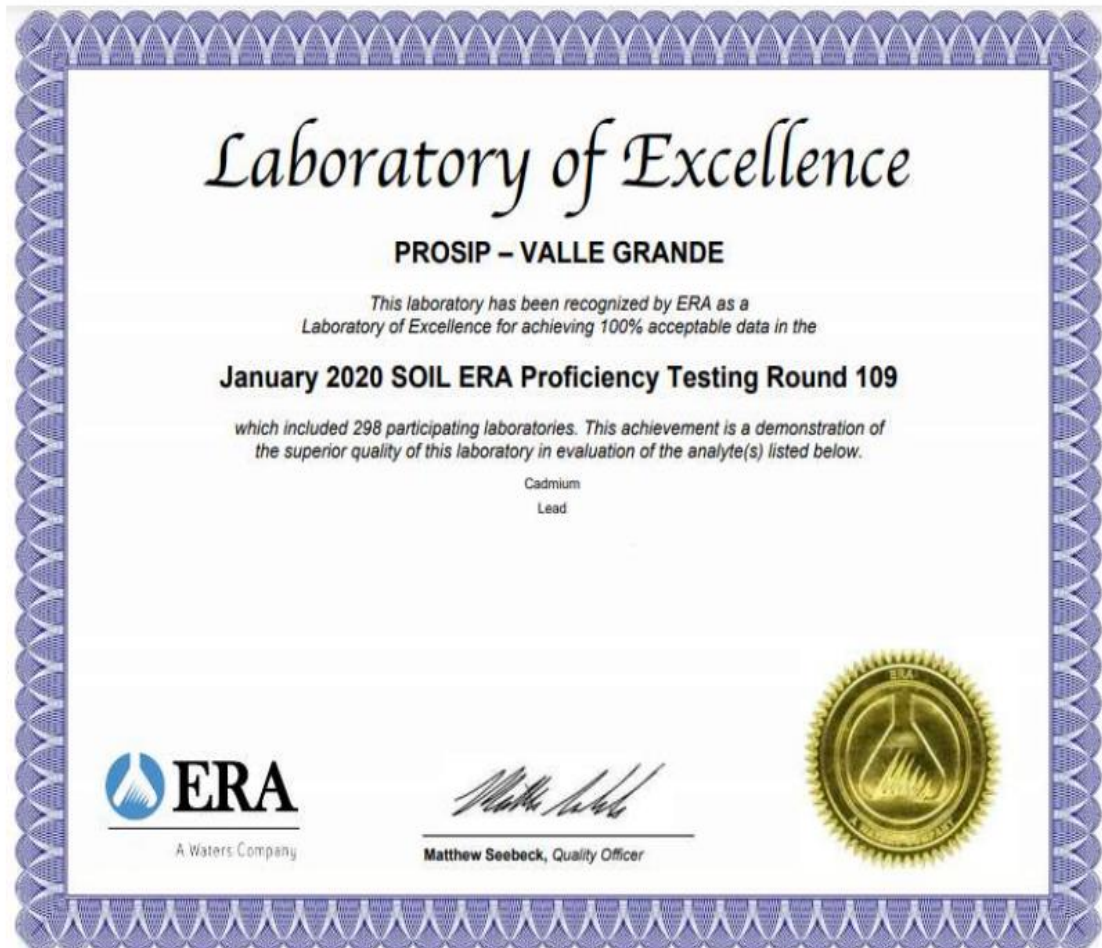 Laboratory of Excellence
PROSIP – VALLE GRANDE
This laboratory has been recognized by ERA as a
Laboratory of Excellence for achieving 100% acceptable data in the
January 2020 SOIL ERA Proficiency Testing Round 109
which included 298 participating laboratories. This achievement is a demonstration of
the superior quality of this laboratory in evaluation of the analyte(s) listed below.
Cadmium
Lead
ERA
A Waters Company
Matthew Seebeck, Quality Officer
ERA
A WATERS COMPANY